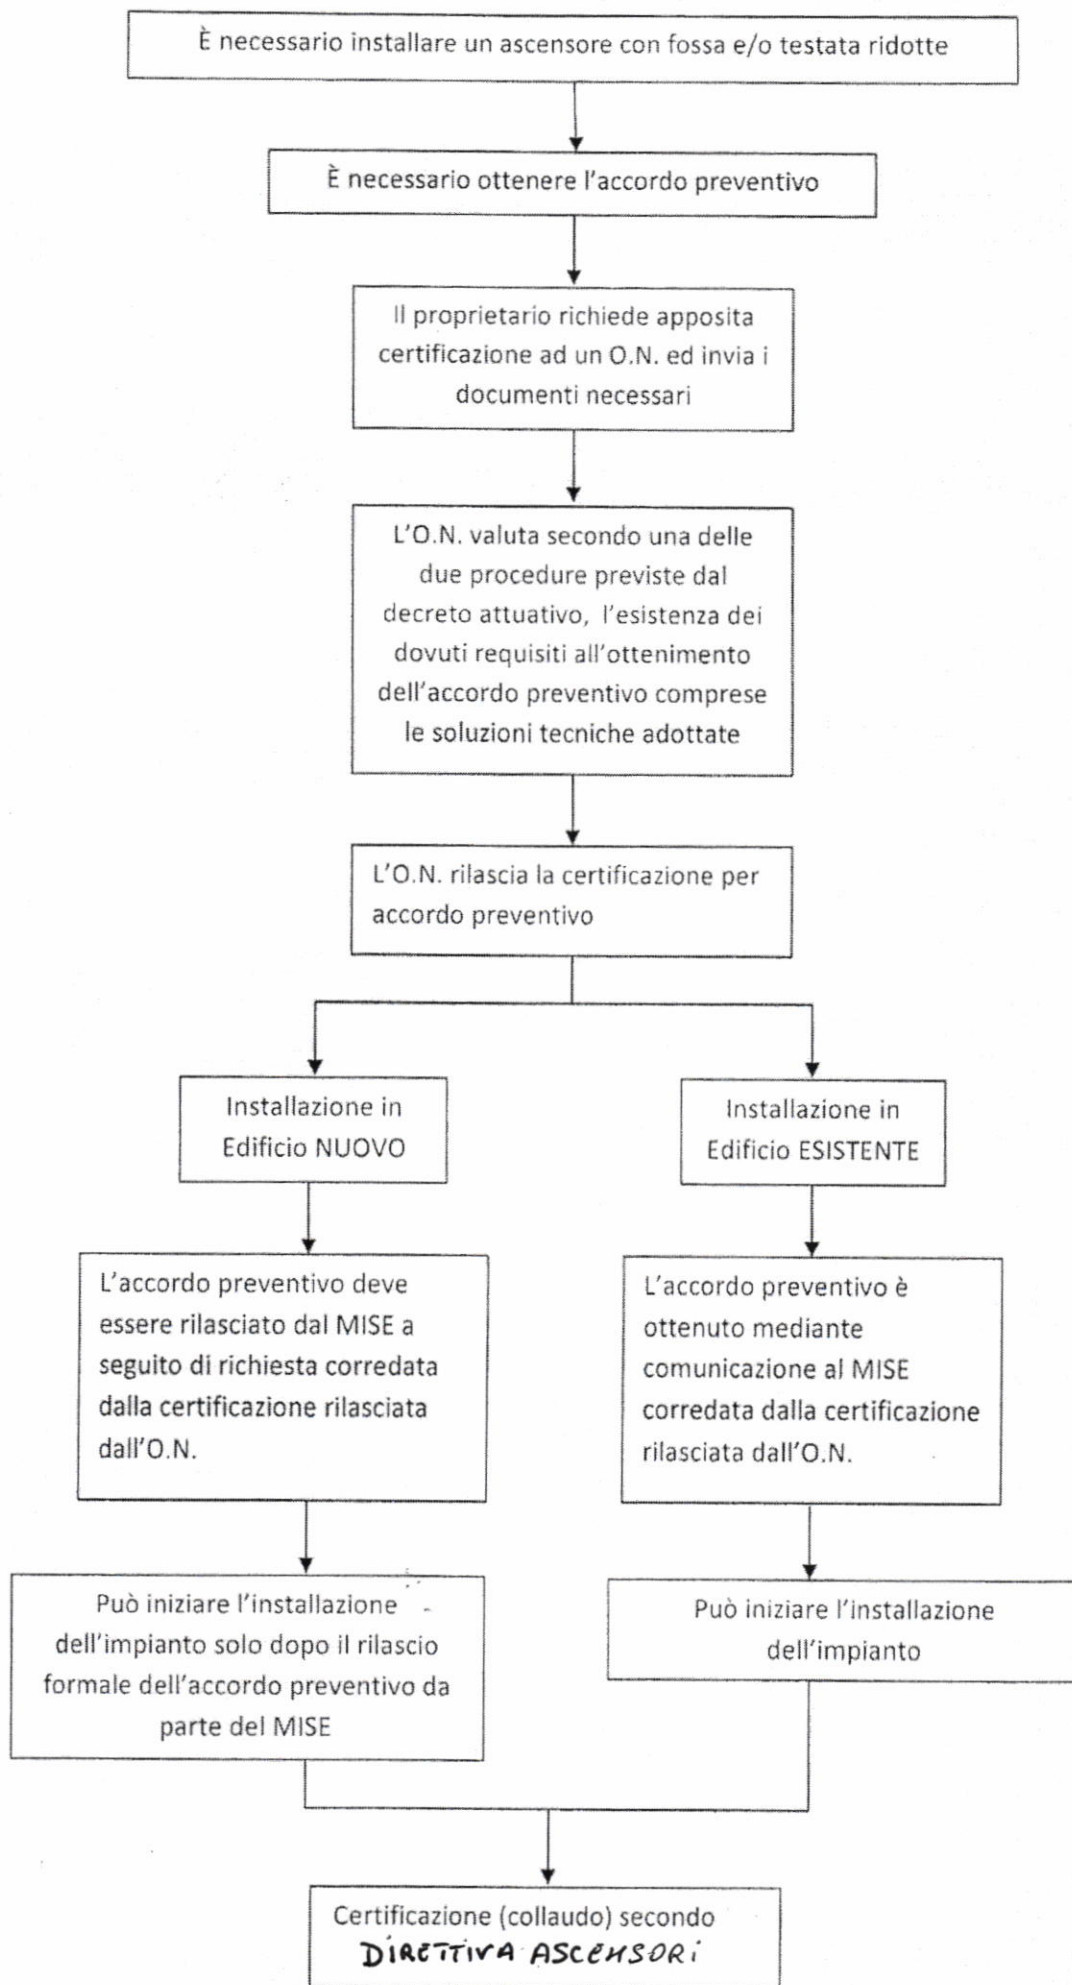 È necessario installare un ascensore con fossa e/o testata ridotte
È necessario ottenere l'accordo preventivo
Il proprietario richiede apposita
certificazione ad un O.N. ed invia i
documenti necessari
L'O.N. valuta secondo una delle
due procedure previste dal
decreto attuativo, l'esistenza dei
dovuti requisiti all'ottenimento
dell'accordo preventivo comprese
le soluzioni tecniche adottate
L'O.N. rilascia la certificazione per
accordo preventivo
Installazione in
Edificio NUOVO
L'accordo preventivo deve
essere rilasciato dal MISE a
seguito di richiesta corredata
dalla certificazione rilasciata
dall'O.N.
Può iniziare l'installazione
dell'impianto solo dopo il rilascio
formale dell'accordo preventivo da
parte del MISE
Installazione in
Edificio ESISTENTE
L'accordo preventivo è
ottenuto mediante
comunicazione al MISE
corredata dalla certificazione
rilasciata dall'O.N.
Può iniziare l'installazione
dell'impianto
Certificazione (collaudo) secondo
DIRETTIVA ASCENSORI